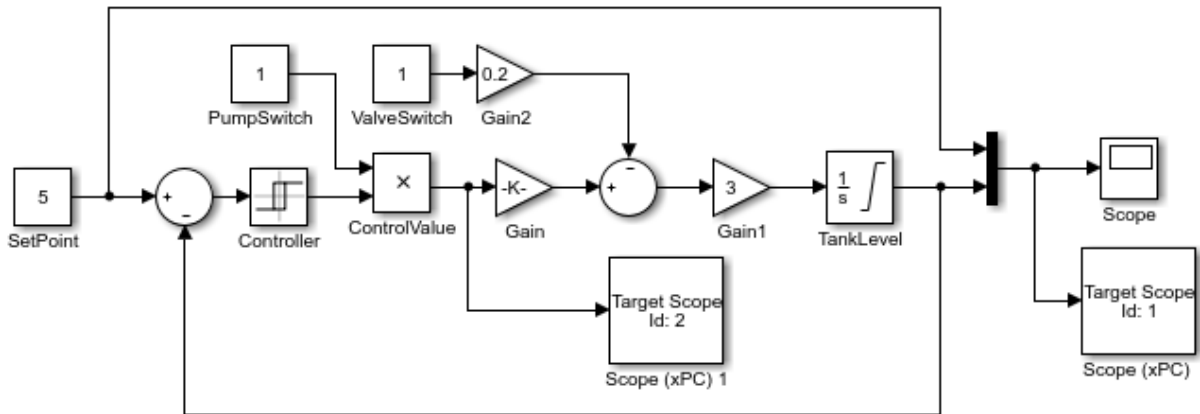 1
PumpSwitch
1
ValveSwitch
0.2
Gain2
5
SetPoint
+
-
Controller
×
ControlValue
-K-
Gain
+
-
3
Gain1
1
s
TankLevel
Scope
Target Scope
Id: 2
Scope (xPC) 1
Target Scope
Id: 1
Scope (xPC)